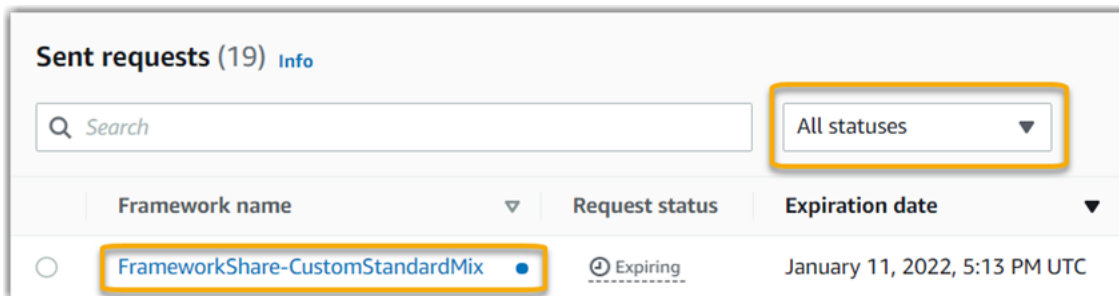 Sent requests (19) Info
Search
All statuses
Framework name Request status Expiration date
FrameworkShare-CustomStandardMix Expiring January 11, 2022, 5:13 PM UTC